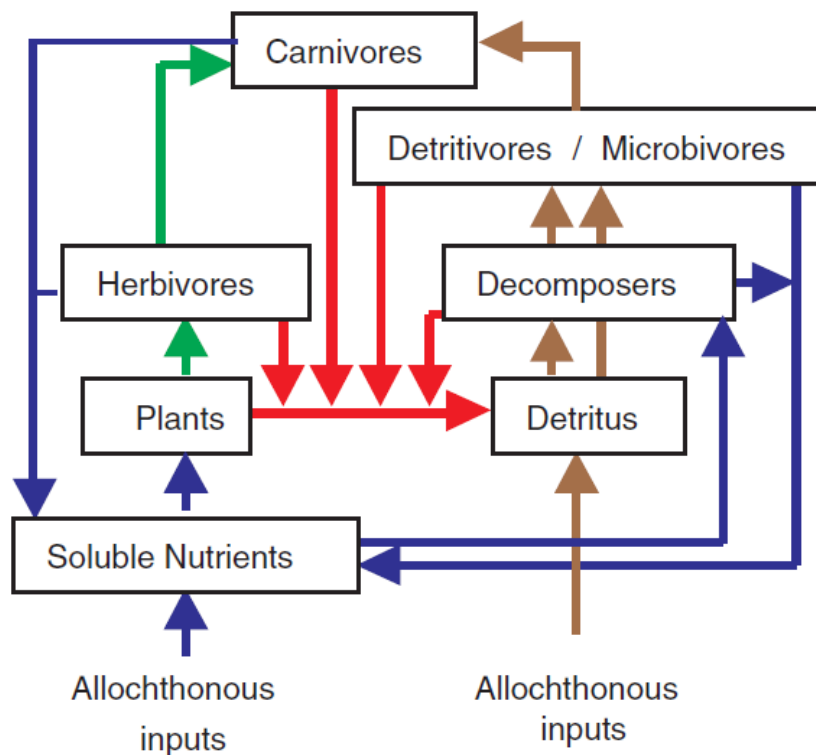 Carnivores
Detritivores / Microbivores
Herbivores
Decomposers
Plants
Detritus
Soluble Nutrients
Allochthonous
inputs
Allochthonous
inputs